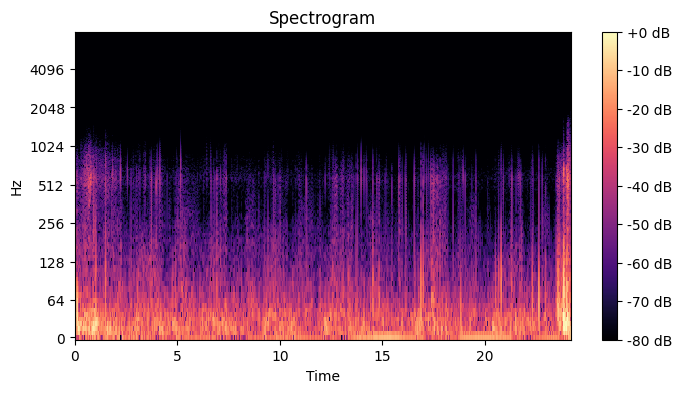 Spectrogram
Hz
4096
2048
1024
512
256
128
64
0
0 5 10 15 20
Time
+0 dB
-10 dB
-20 dB
-30 dB
-40 dB
-50 dB
-60 dB
-70 dB
-80 dB